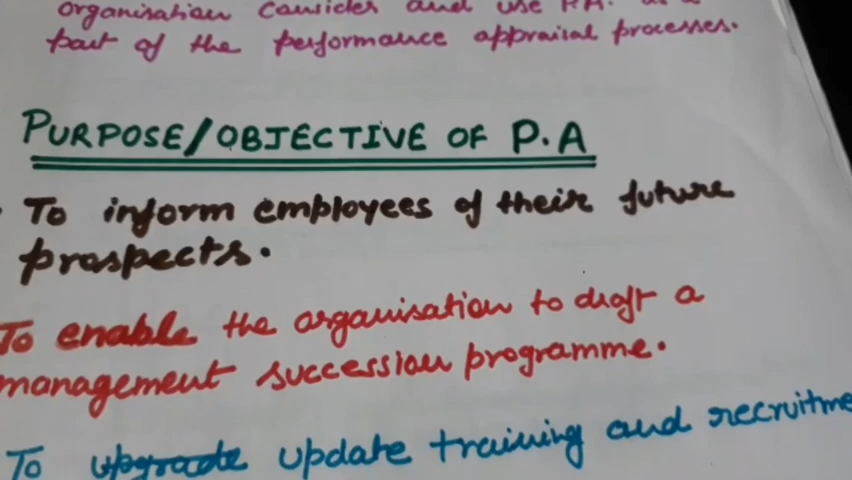 organisation consider and use P.A. as a
part of the performance appraisal processes.
PURPOSE/OBJECTIVE OF P.A
To inform employees of their future
prospects.
To enable the organisation to draft a
management succession programme.
To upgrade update training and recruitme